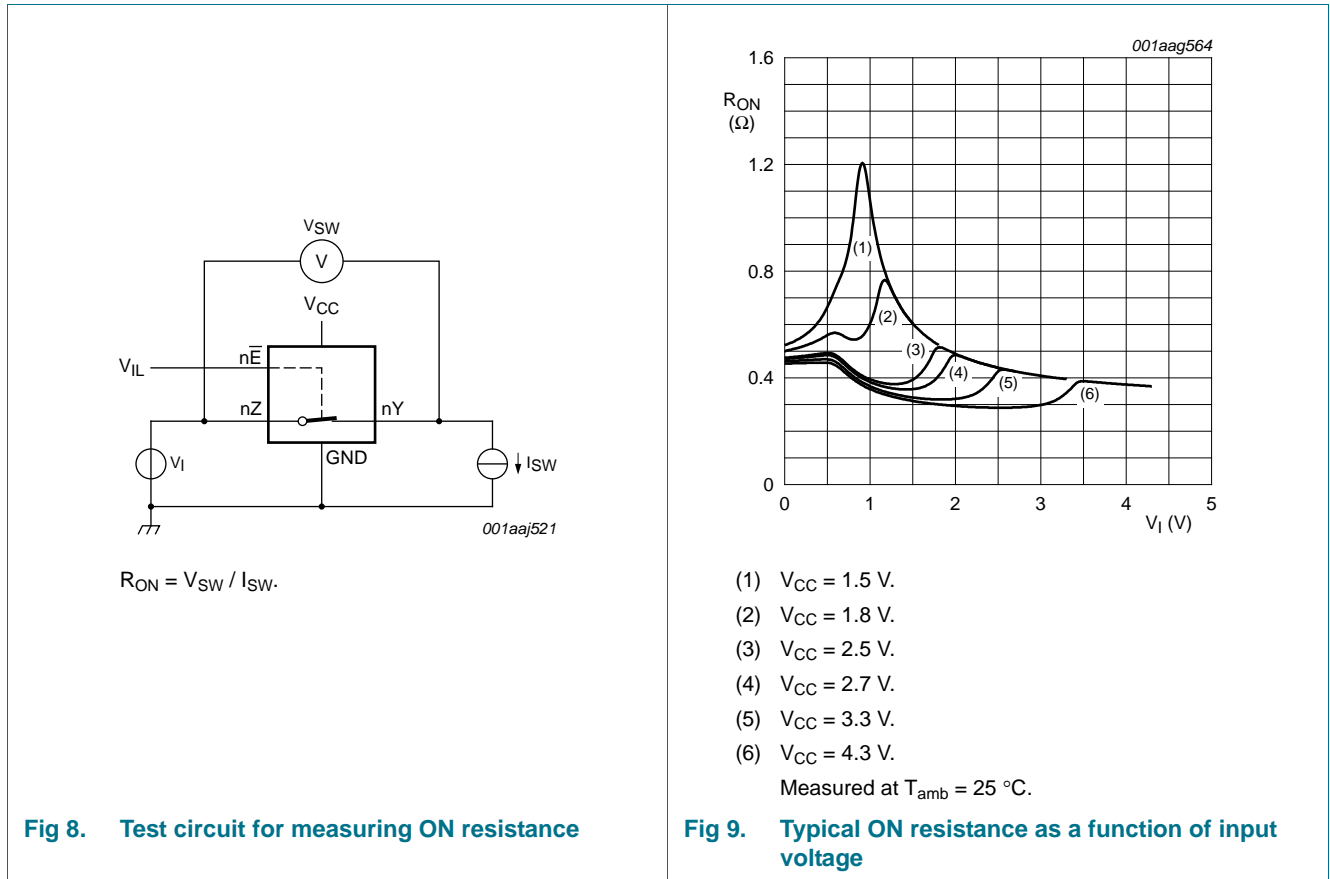 VSW
V
VCC
VIL
nE̅
nZ
nY
VI
GND
ISW
001aaj521
RON = VSW / ISW.
Fig 8. Test circuit for measuring ON resistance
001aag564
1.6
RON
(Ω)
1.2
0.8
0.4
0
(1)
(2)
(3)
(4)
(5)
(6)
0 1 2 3 4 5
VI (V)
(1) VCC = 1.5 V.
(2) VCC = 1.8 V.
(3) VCC = 2.5 V.
(4) VCC = 2.7 V.
(5) VCC = 3.3 V.
(6) VCC = 4.3 V.
Measured at Tamb = 25 °C.
Fig 9. Typical ON resistance as a function of input
voltage